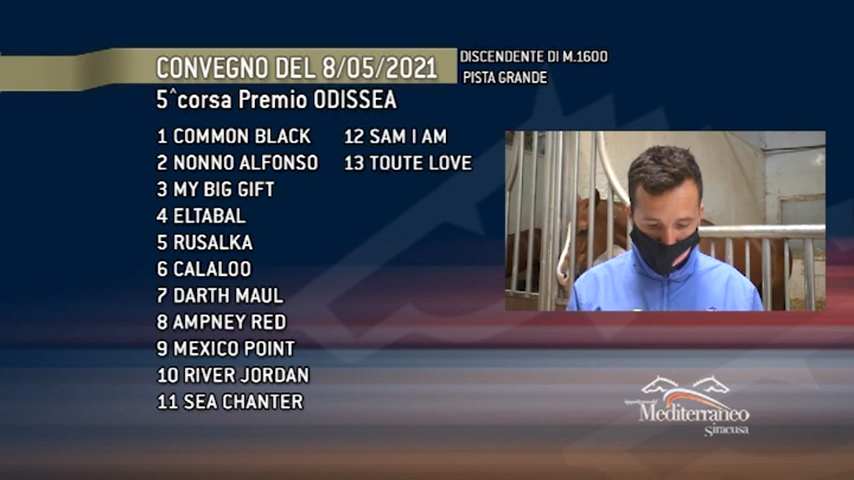 CONVEGNO DEL 8/05/2021
DISCENDENTE DI M.1600
PISTA GRANDE
5^corsa Premio ODISSEA
1 COMMON BLACK
2 NONNO ALFONSO
3 MY BIG GIFT
4 ELTABAL
5 RUSALKA
6 CALALOO
7 DARTH MAUL
8 AMPNEY RED
9 MEXICO POINT
10 RIVER JORDAN
11 SEA CHANTER
12 SAM I AM
13 TOUTE LOVE
Mediterraneo
Siracusa